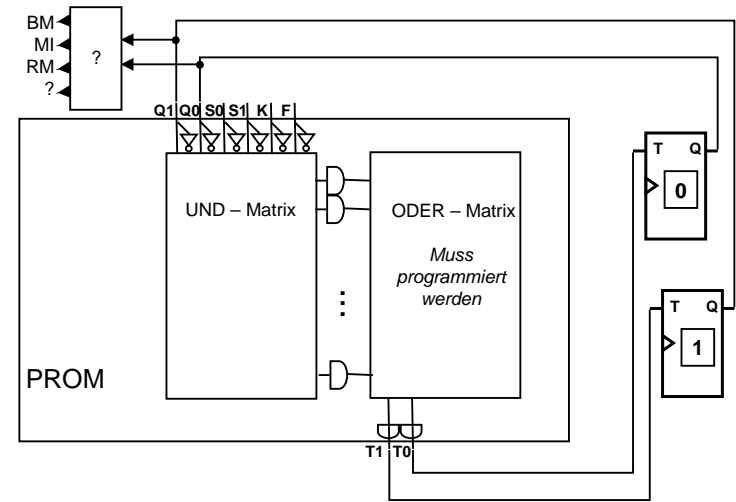 BM
MI
RM
?
?
Q1 Q0 S0 S1 K F
UND – Matrix
ODER – Matrix
Muss
programmiert
werden
...
PROM
T1 T0
T Q
0
T Q
1